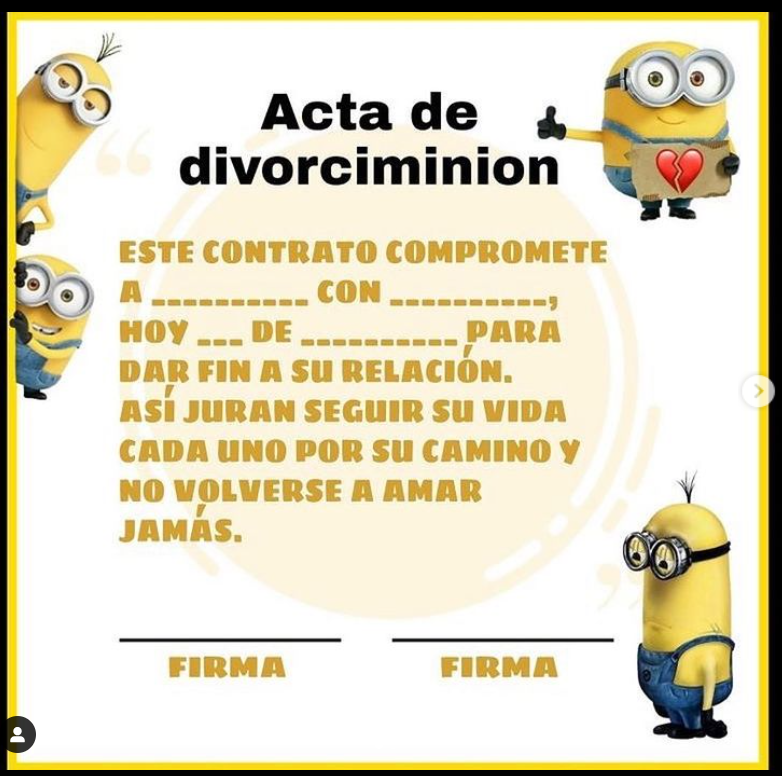 Acta de
divorciminion
ESTE CONTRATO COMPROMETE
A __________ CON __________,
HOY ___ DE __________ PARA
DAR FIN A SU RELACIÓN.
ASÍ JURAN SEGUIR SU VIDA
CADA UNO POR SU CAMINO Y
NO VOLVERSE A AMAR
JAMÁS.
FIRMA FIRMA